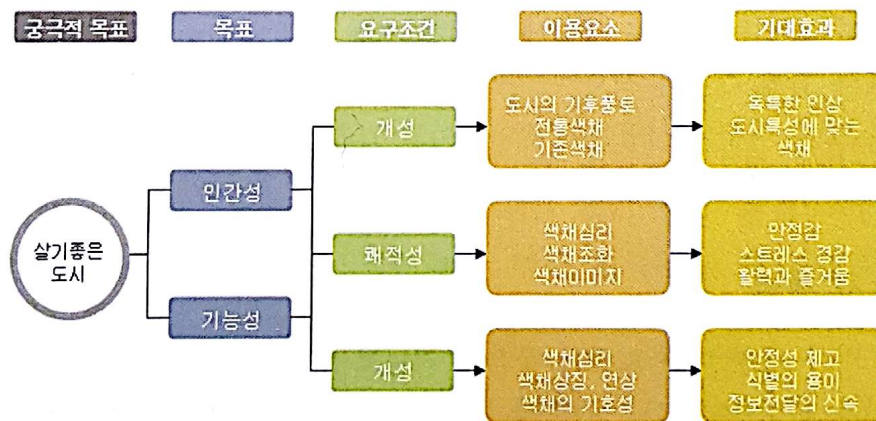 궁극적 목표
목표
요구조건
이용요소
기대효과
살기좋은
도시
인간성
기능성
개성
도시의 기후풍토
전통색채
기존색채
독특한 인상
도시특성에 맞는
색채
쾌적성
색채심리
색채조화
색채이미지
안정감
스트레스 경감
활력과 즐거움
개성
색채심리
색채상징, 연상
색채의 기호성
안정성 제고
식별의 용이
정보전달의 신속